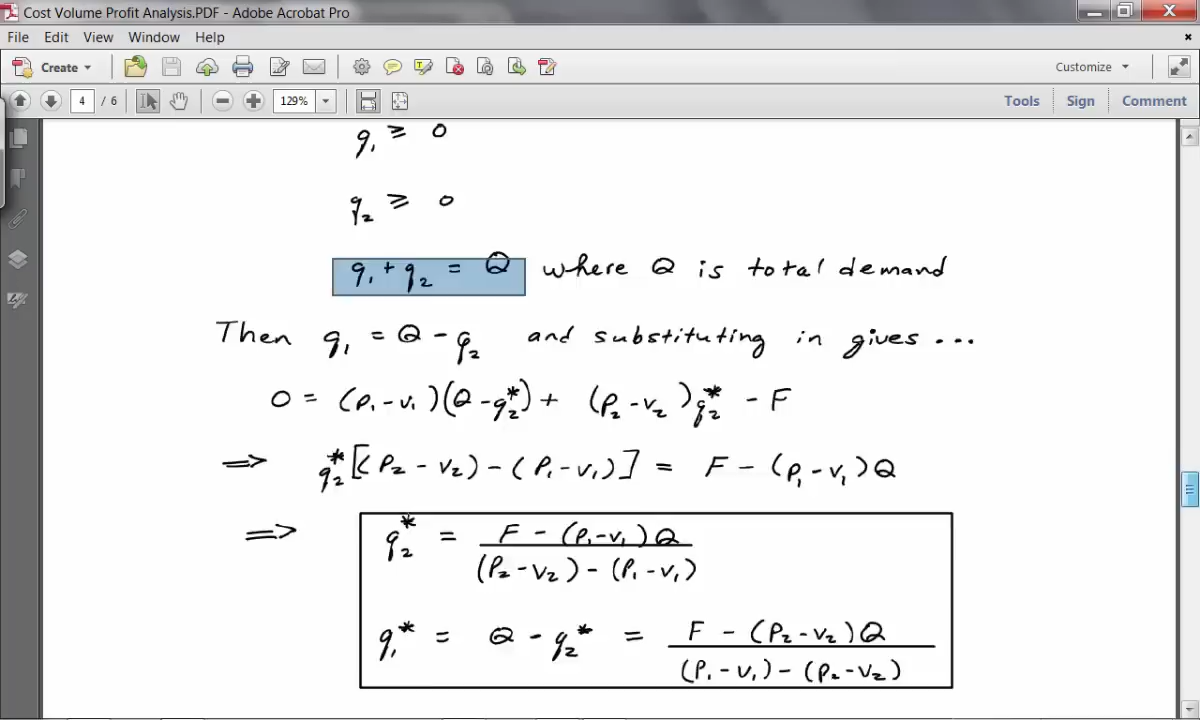 Cost Volume Profit Analysis.PDF - Adobe Acrobat Pro
File Edit View Window Help
Create Customize
4 / 6 129% Tools Sign Comment
q₁ ≥ 0
q₂ ≥ 0
q₁ + q₂ = Q where Q is total demand
Then q₁ = Q - q₂ and substituting in gives ...
0 = (P₁ - V₁)(Q - q₂*) + (P₂ - V₂)q₂* - F
⇒ q₂*[(P₂ - V₂) - (P₁ - V₁)] = F - (P₁ - V₁)Q
⇒ q₂* = F - (P₁ - V₁)Q / (P₂ - V₂) - (P₁ - V₁)
q₁* = Q - q₂* = F - (P₂ - V₂)Q / (P₁ - V₁) - (P₂ - V₂)